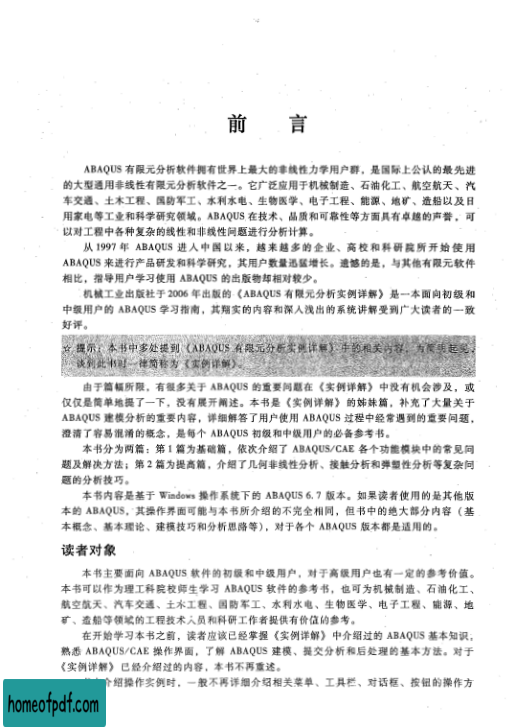 前 言
ABAQUS 有限元分析软件拥有世界上最大的非线性力学用户群，是国际上公认的最先进
的大型通用非线性有限元分析软件之一。它广泛应用于机械制造、石油化工、航空航天、汽
车交通、土木工程、国防军工、水利水电、生物医学、电子工程、能源、地矿、造船以及日
用家电等工业和科学研究领域。ABAQUS 在技术、品质和可靠性等方面具有卓越的声誉，可
以对工程中各种复杂的线性和非线性问题进行分析计算。
从 1997 年 ABAQUS 进入中国以来，越来越多的企业、高校和科研院所开始使用
ABAQUS 来进行产品研发和科学研究，其用户数量迅猛增长。遗憾的是，与其他有限元软件
相比，指导用户学习使用 ABAQUS 的出版物却相对较少。
机械工业出版社于 2006 年出版的《ABAQUS 有限元分析实例详解》是一本面向初级和
中级用户的 ABAQUS 学习指南，其翔实的内容和深入浅出的系统讲解受到广大读者的一致
好评。
☆ 提示：本书中多处提到《ABAQUS 有限元分析实例详解》中的相关内容，为简明起见，
谈到此书时一律简称为《实例详解》。
由于篇幅所限，有很多关于 ABAQUS 的重要问题在《实例详解》中没有机会涉及，或
仅仅是简单地提了一下，没有展开阐述。本书是《实例详解》的姊妹篇，补充了大量关于
ABAQUS 建模分析的重要内容，详细解答了用户使用 ABAQUS 过程中经常遇到的重要问题，
澄清了容易混淆的概念，是每个 ABAQUS 初级和中级用户的必备参考书。
本书分为两篇：第 1 篇为基础篇，依次介绍了 ABAQUS/CAE 各个功能模块中的常见问
题及解决方法；第 2 篇为提高篇，介绍了几何非线性分析、接触分析和弹塑性分析等复杂问
题的分析技巧。
本书内容是基于 Windows 操作系统下的 ABAQUS 6.7 版本。如果读者使用的是其他版
本的 ABAQUS，其操作界面可能与本书所介绍的不完全相同，但书中的绝大部分内容（基
本概念、基本理论、建模技巧和分析思路等），对于各个 ABAQUS 版本都是适用的。
读者对象
本书主要面向 ABAQUS 软件的初级和中级用户，对于高级用户也有一定的参考价值。
本书可以作为理工科院校师生学习 ABAQUS 软件的参考书，也可为机械制造、石油化工、
航空航天、汽车交通、土木工程、国防军工、水利水电、生物医学、电子工程、能源、地
矿、造船等领域的工程技术人员和科研工作者提供有价值的参考。
在开始学习本书之前，读者应该已经掌握《实例详解》中介绍过的 ABAQUS 基本知识，
熟悉 ABAQUS/CAE 操作界面，了解 ABAQUS 建模、提交分析和后处理的基本方法。对于
《实例详解》已经介绍过的内容，本书不再重述。
介绍操作实例时，一般不再详细介绍相关菜单、工具栏、对话框、按钮的操作方
homeofpdf.com